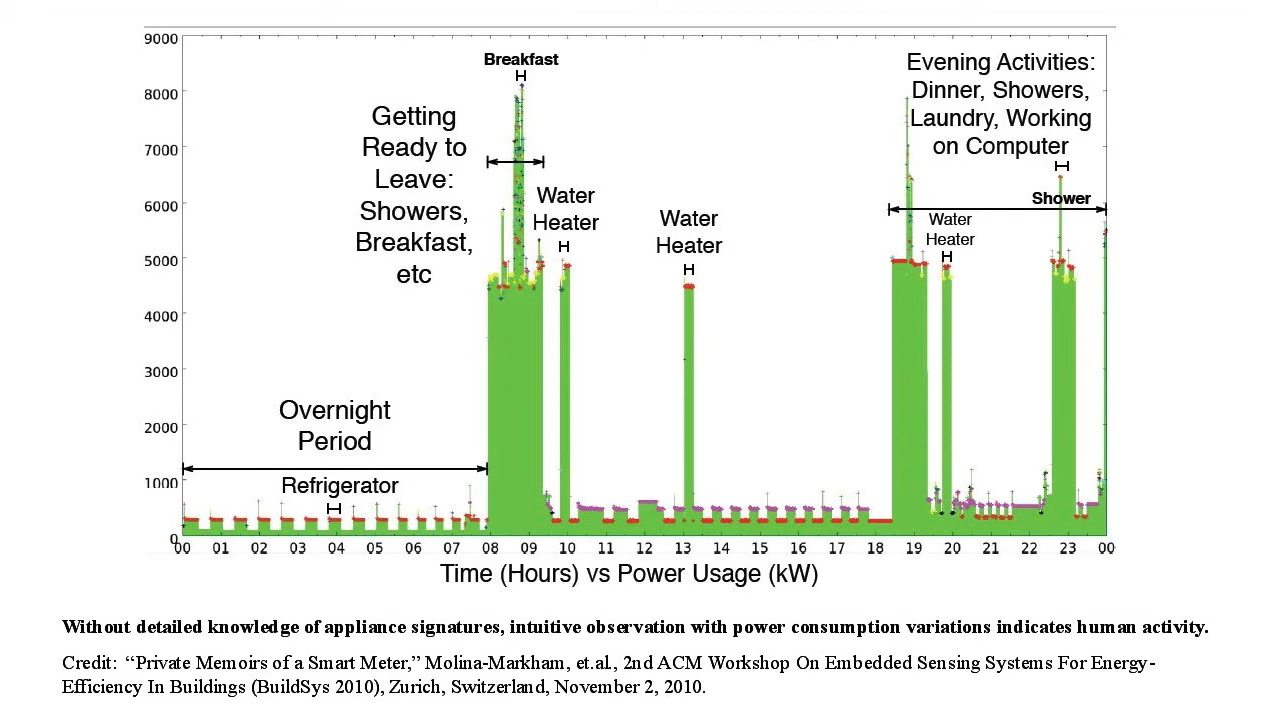 9000
8000
7000
6000
5000
4000
3000
2000
1000
0
Breakfast
Getting
Ready to
Leave:
Showers,
Breakfast,
etc
Water
Heater
Water
Heater
Evening Activities:
Dinner, Showers,
Laundry, Working
on Computer
Shower
Water
Heater
Overnight
Period
Refrigerator
00 01 02 03 04 05 06 07 08 09 10 11 12 13 14 15 16 17 18 19 20 21 22 23 00
Time (Hours) vs Power Usage (kW)
Without detailed knowledge of appliance signatures, intuitive observation with power consumption variations indicates human activity.
Credit: “Private Memoirs of a Smart Meter,” Molina-Markham, et.al., 2nd ACM Workshop On Embedded Sensing Systems For Energy-
Efficiency In Buildings (BuildSys 2010), Zurich, Switzerland, November 2, 2010.